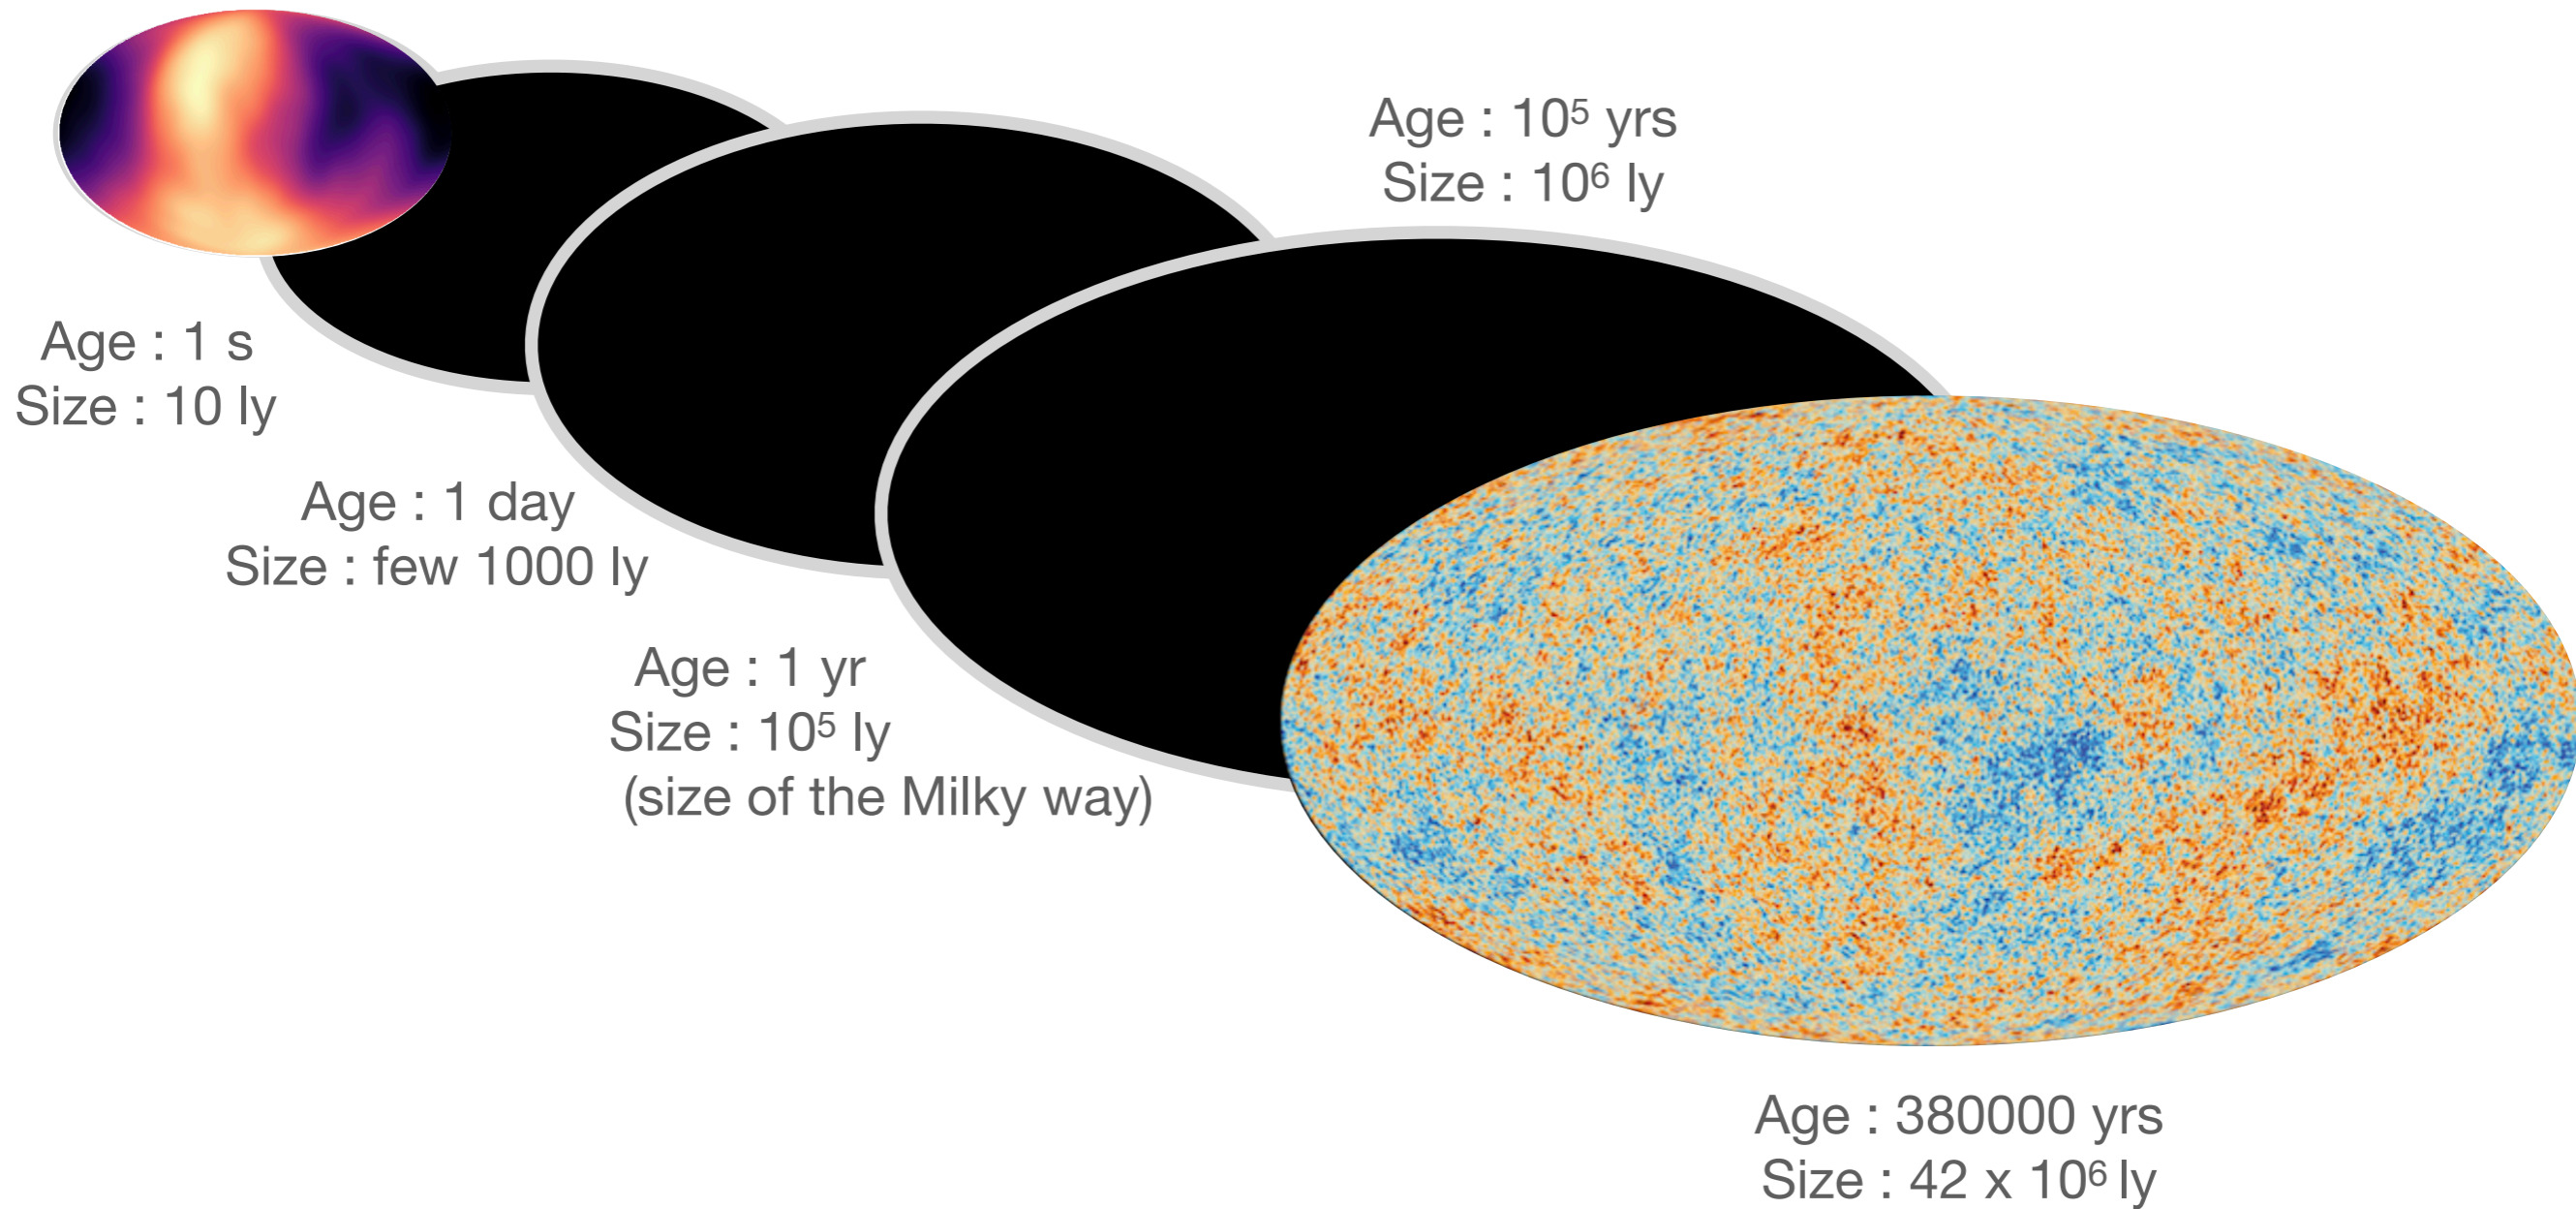 Age : 1 s
Size : 10 ly
Age : 1 day
Size : few 1000 ly
Age : 1 yr
Size : 10⁵ ly
(size of the Milky way)
Age : 10⁵ yrs
Size : 10⁶ ly
Age : 380000 yrs
Size : 42 x 10⁶ ly